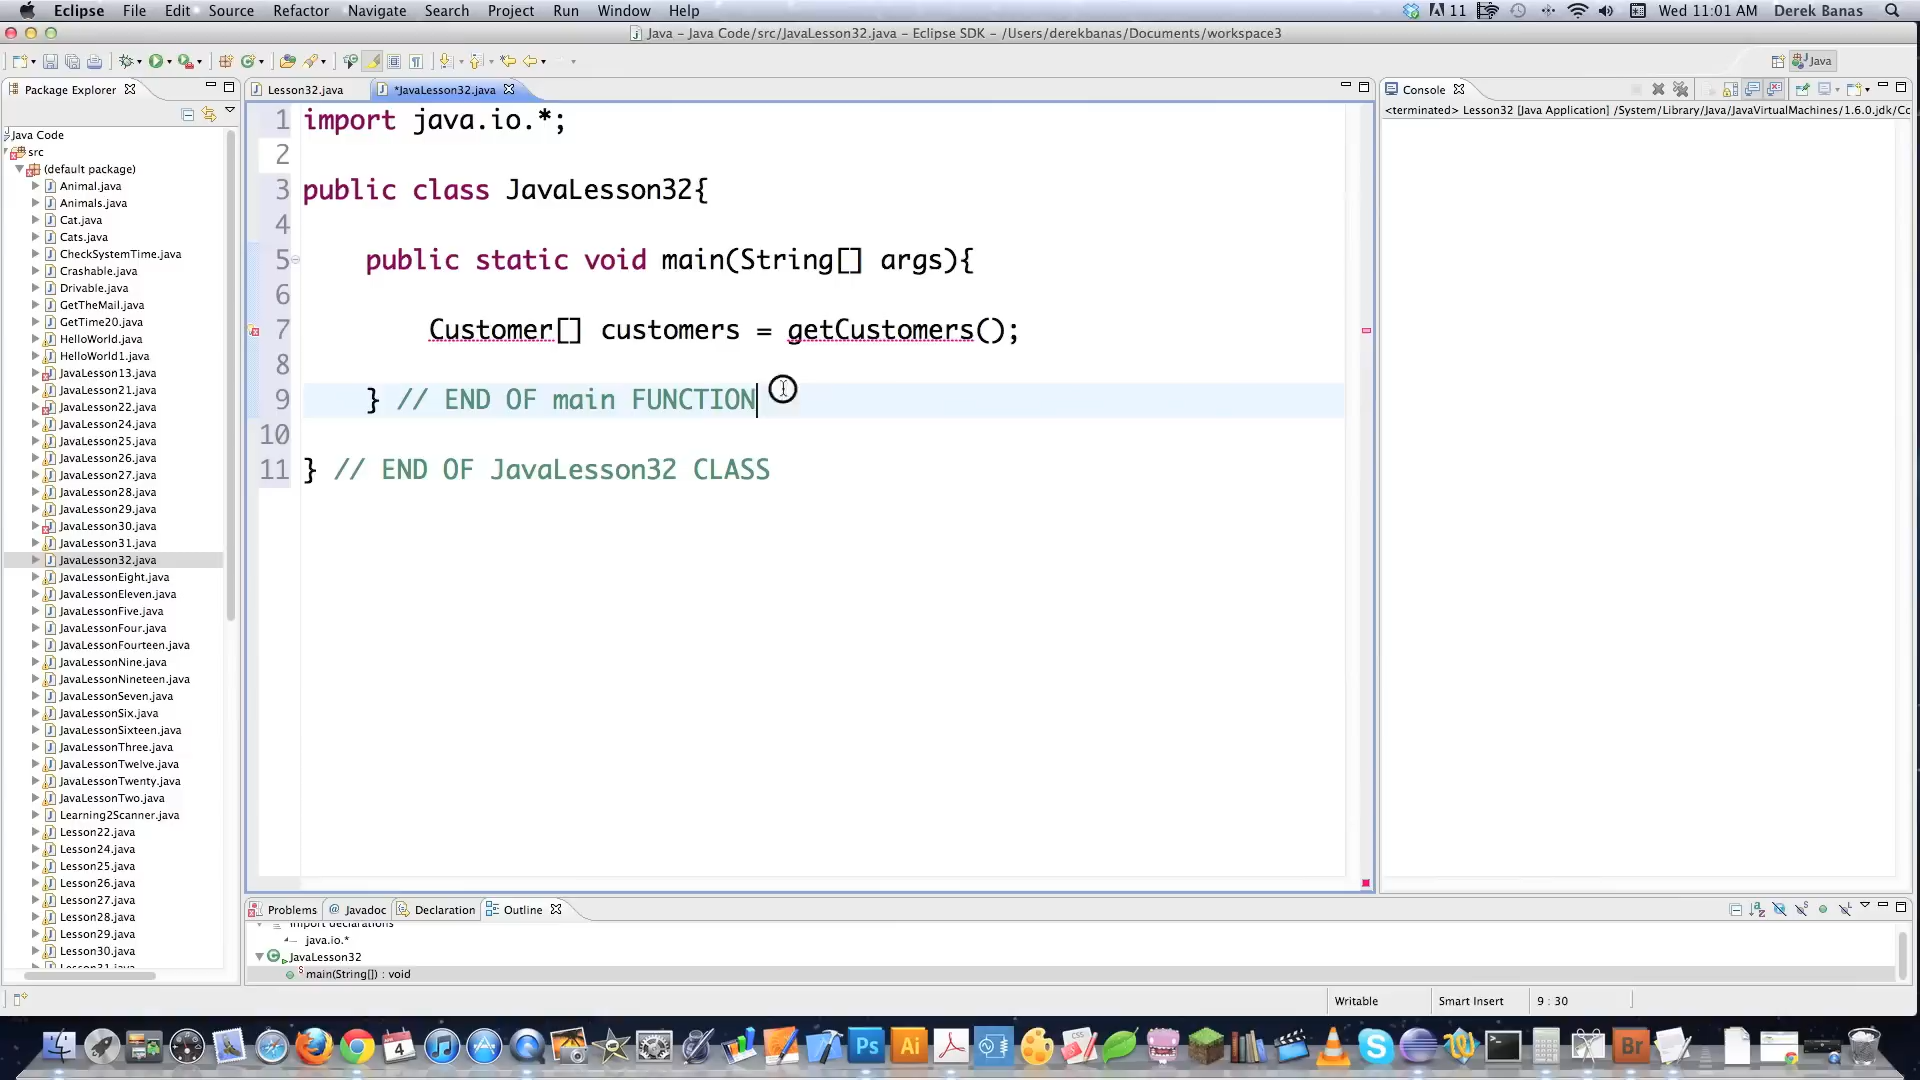 Eclipse File Edit Source Refactor Navigate Search Project Run Window Help 11 Wed 11:01 AM Derek Banas
Java - Java Code/src/JavaLesson32.java - Eclipse SDK - /Users/derekbanas/Documents/workspace3
Java
Package Explorer
Lesson32.java
*JavaLesson32.java
Console
<terminated> Lesson32 [Java Application] /System/Library/Java/JavaVirtualMachines/1.6.0.jdk/Co
Java Code
src
(default package)
Animal.java
Animals.java
Cat.java
Cats.java
CheckSystemTime.java
Crashable.java
Drivable.java
GetTheMail.java
GetTime20.java
HelloWorld.java
HelloWorld1.java
JavaLesson13.java
JavaLesson21.java
JavaLesson22.java
JavaLesson24.java
JavaLesson25.java
JavaLesson26.java
JavaLesson27.java
JavaLesson28.java
JavaLesson29.java
JavaLesson30.java
JavaLesson31.java
JavaLesson32.java
JavaLessonEight.java
JavaLessonEleven.java
JavaLessonFive.java
JavaLessonFour.java
JavaLessonFourteen.java
JavaLessonNine.java
JavaLessonNineteen.java
JavaLessonSeven.java
JavaLessonSix.java
JavaLessonSixteen.java
JavaLessonThree.java
JavaLessonTwelve.java
JavaLessonTwenty.java
JavaLessonTwo.java
Learning2Scanner.java
Lesson22.java
Lesson24.java
Lesson25.java
Lesson26.java
Lesson27.java
Lesson28.java
Lesson29.java
Lesson30.java
Lesson31.java
1 import java.io.*;
2
3 public class JavaLesson32{
4
5 public static void main(String[] args){
6
7 Customer[] customers = getCustomers();
8
9 } // END OF main FUNCTION
10
11 } // END OF JavaLesson32 CLASS
Problems Javadoc Declaration Outline
import declarations
java.io.*
JavaLesson32
main(String[]) : void
Writable Smart Insert 9 : 30
4
Ps Ai
Br